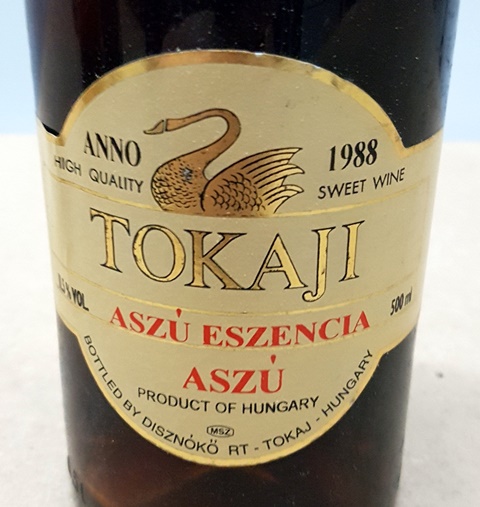 ANNO 1988
HIGH QUALITY SWEET WINE
TOKAJI
% VOL. 500 ml
ASZÚ ESZENCIA
ASZÚ
PRODUCT OF HUNGARY
MSZ
BOTTLED BY DISZNÓKŐ RT - TOKAJ - HUNGARY